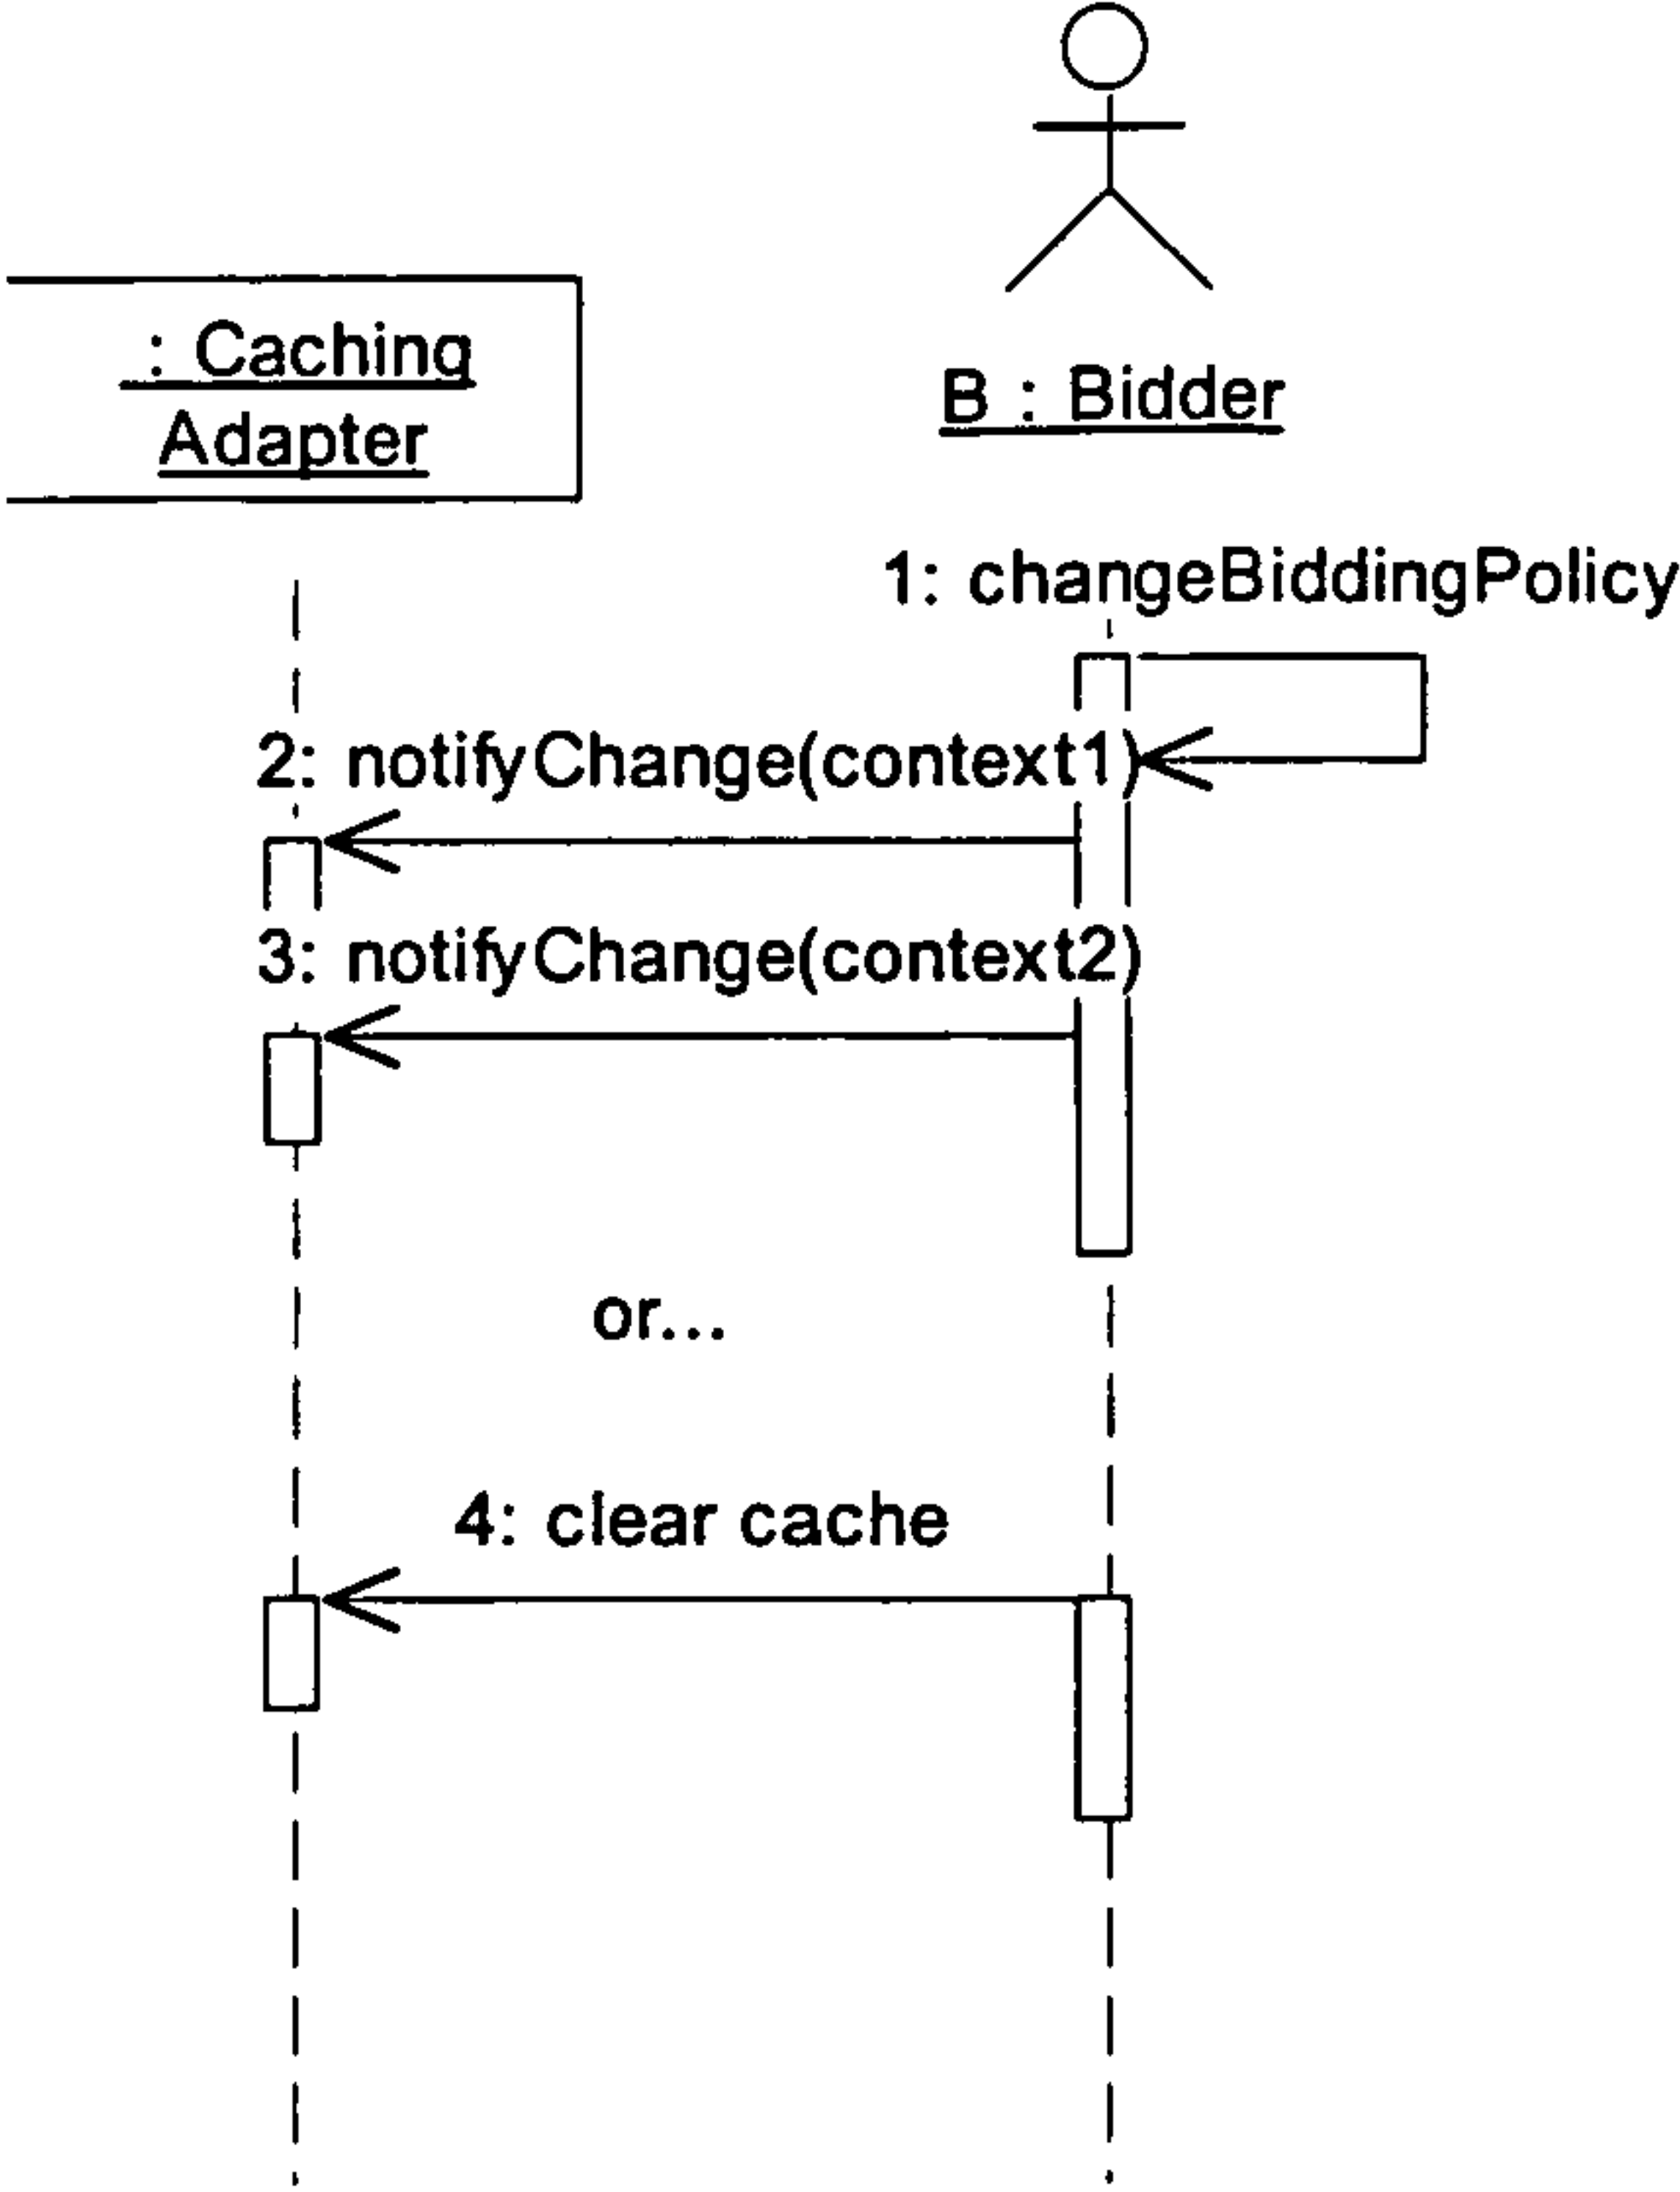 : Caching
Adapter
B : Bidder
1: changeBiddingPolicy
2: notifyChange(context1)
3: notifyChange(context2)
or...
4: clear cache